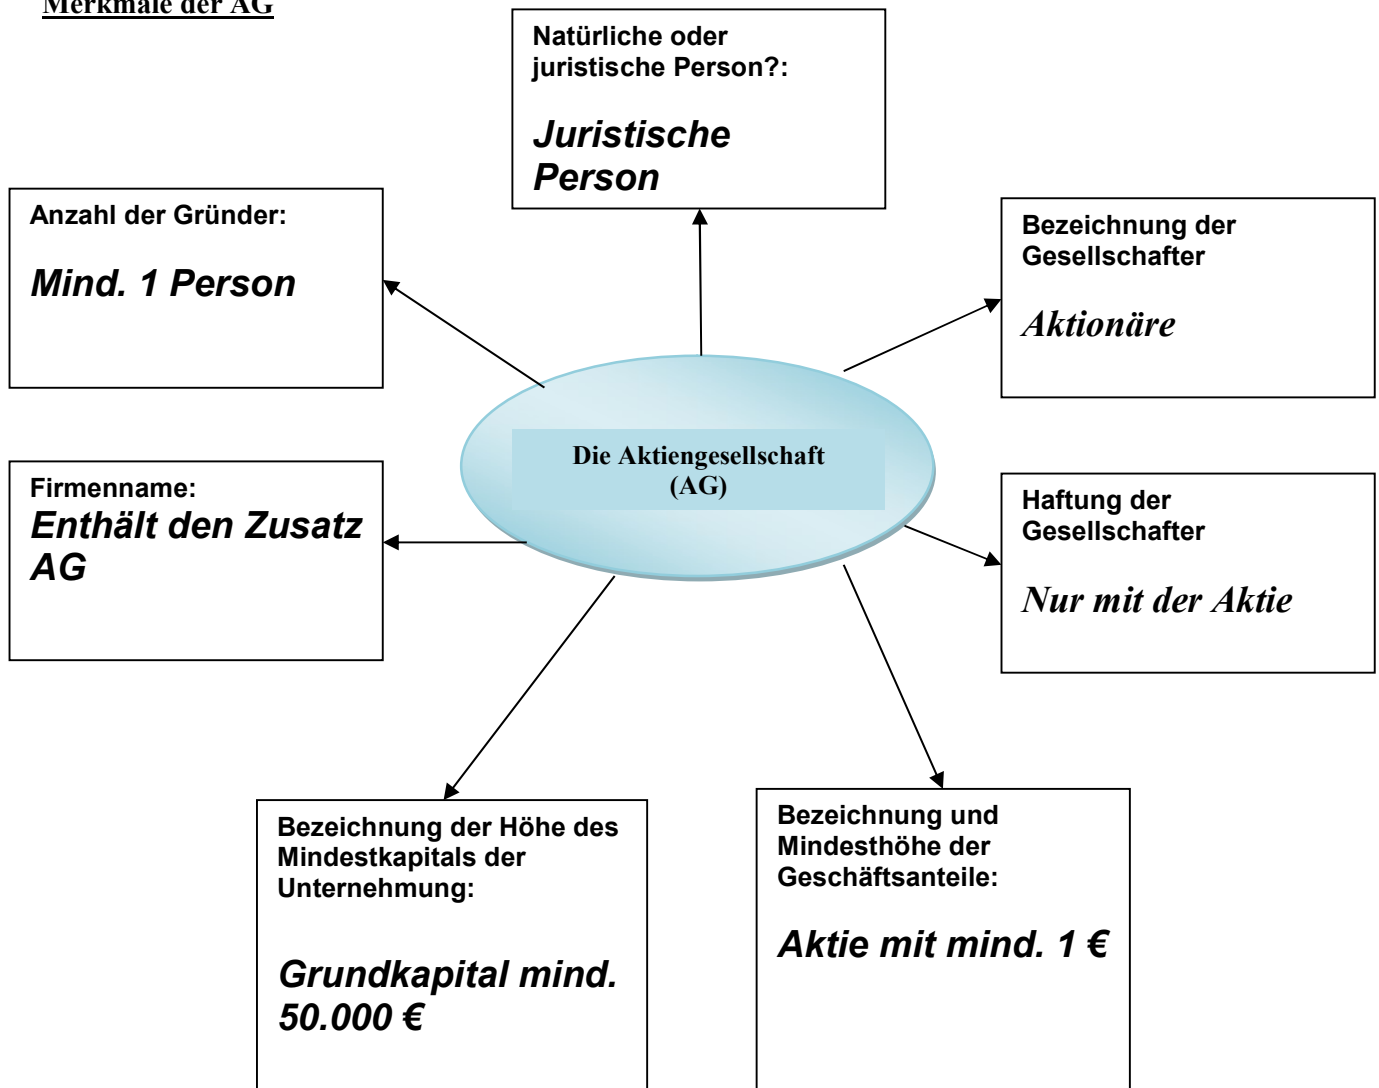 Merkmale der AG
Natürliche oder
juristische Person?:
Juristische
Person
Anzahl der Gründer:
Mind. 1 Person
Bezeichnung der
Gesellschafter
Aktionäre
Die Aktiengesellschaft
(AG)
Firmenname:
Enthält den Zusatz
AG
Haftung der
Gesellschafter
Nur mit der Aktie
Bezeichnung der Höhe des
Mindestkapitals der
Unternehmung:
Grundkapital mind.
50.000 €
Bezeichnung und
Mindesthöhe der
Geschäftsanteile:
Aktie mit mind. 1 €